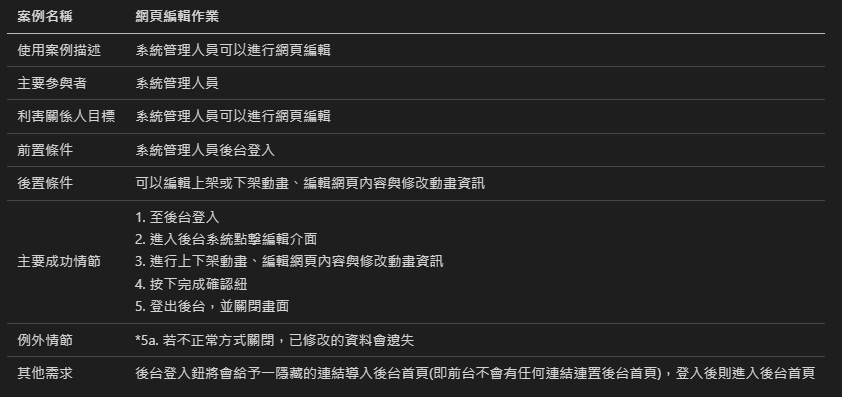 案例名稱 網頁編輯作業
使用案例描述 系統管理人員可以進行網頁編輯
主要參與者 系統管理人員
利害關係人目標 系統管理人員可以進行網頁編輯
前置條件 系統管理人員後台登入
後置條件 可以編輯上架或下架動畫、編輯網頁內容與修改動畫資訊
主要成功情節
1. 至後台登入
2. 進入後台系統點擊編輯介面
3. 進行上下架動畫、編輯網頁內容與修改動畫資訊
4. 按下完成確認紐
5. 登出後台，並關閉畫面
例外情節 *5a. 若不正常方式關閉，已修改的資料會遺失
其他需求 後台登入鈕將會給予一隱藏的連結導入後台首頁(即前台不會有任何連結連置後台首頁)，登入後則進入後台首頁